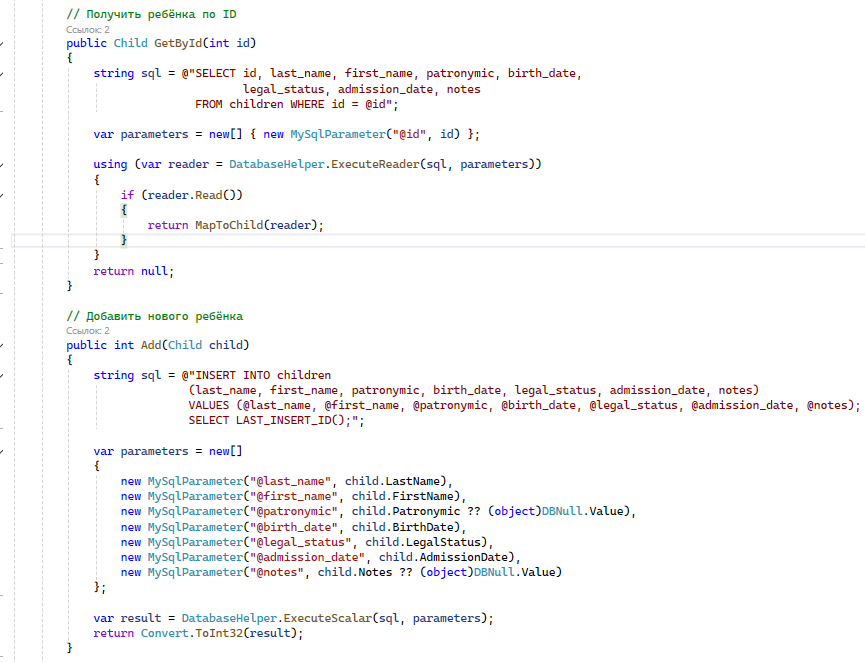 // Получить ребёнка по ID
Ссылок: 2
public Child GetById(int id)
{
string sql = @"SELECT id, last_name, first_name, patronymic, birth_date,
legal_status, admission_date, notes
FROM children WHERE id = @id";
var parameters = new[] { new MySqlParameter("@id", id) };
using (var reader = DatabaseHelper.ExecuteReader(sql, parameters))
{
if (reader.Read())
{
return MapToChild(reader);
}
}
return null;
}
// Добавить нового ребёнка
Ссылок: 2
public int Add(Child child)
{
string sql = @"INSERT INTO children
(last_name, first_name, patronymic, birth_date, legal_status, admission_date, notes)
VALUES (@last_name, @first_name, @patronymic, @birth_date, @legal_status, @admission_date, @notes);
SELECT LAST_INSERT_ID();";
var parameters = new[]
{
new MySqlParameter("@last_name", child.LastName),
new MySqlParameter("@first_name", child.FirstName),
new MySqlParameter("@patronymic", child.Patronymic ?? (object)DBNull.Value),
new MySqlParameter("@birth_date", child.BirthDate),
new MySqlParameter("@legal_status", child.LegalStatus),
new MySqlParameter("@admission_date", child.AdmissionDate),
new MySqlParameter("@notes", child.Notes ?? (object)DBNull.Value)
};
var result = DatabaseHelper.ExecuteScalar(sql, parameters);
return Convert.ToInt32(result);
}